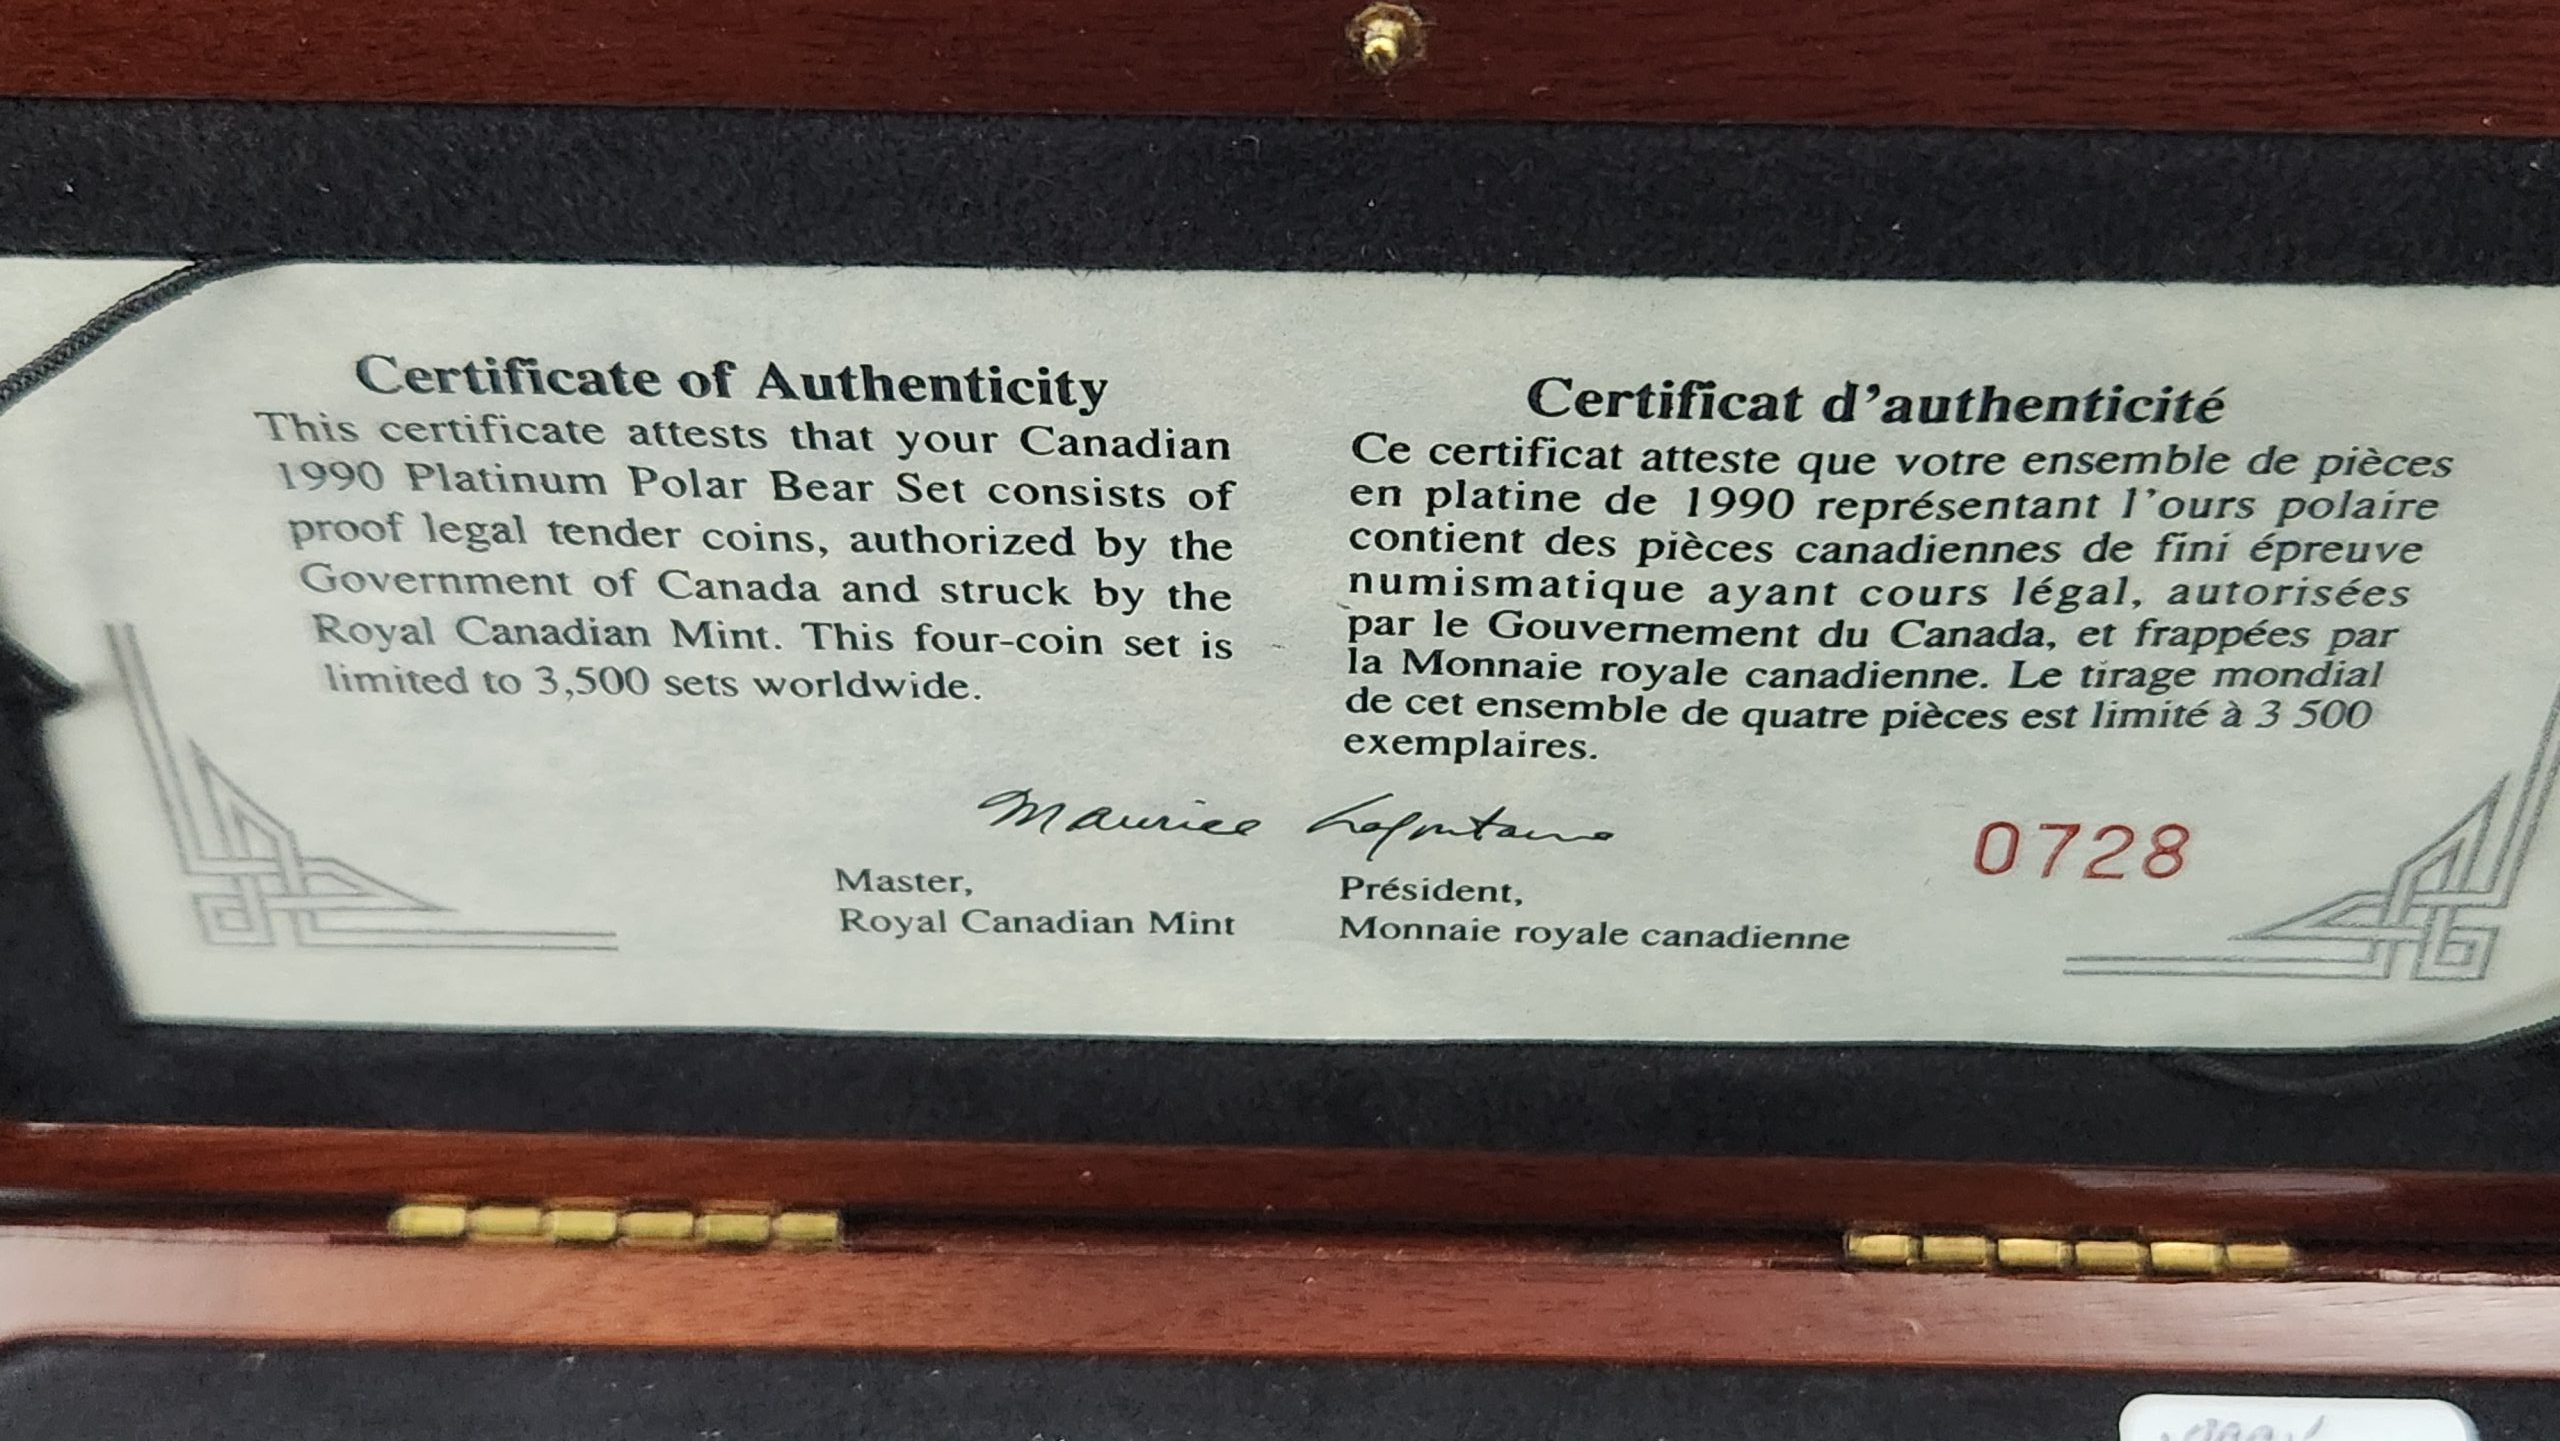 Certificate of Authenticity
This certificate attests that your Canadian
1990 Platinum Polar Bear Set consists of
proof legal tender coins, authorized by the
Government of Canada and struck by the
Royal Canadian Mint. This four-coin set is
limited to 3,500 sets worldwide.
Certificat d'authenticité
Ce certificat atteste que votre ensemble de pièces
en platine de 1990 représentant l'ours polaire
contient des pièces canadiennes de fini épreuve
numismatique ayant cours légal, autorisées
par le Gouvernement du Canada, et frappées par
la Monnaie royale canadienne. Le tirage mondial
de cet ensemble de quatre pièces est limité à 3 500
exemplaires.
Maurice Lafontaine
Master,
Royal Canadian Mint
Président,
Monnaie royale canadienne
0728